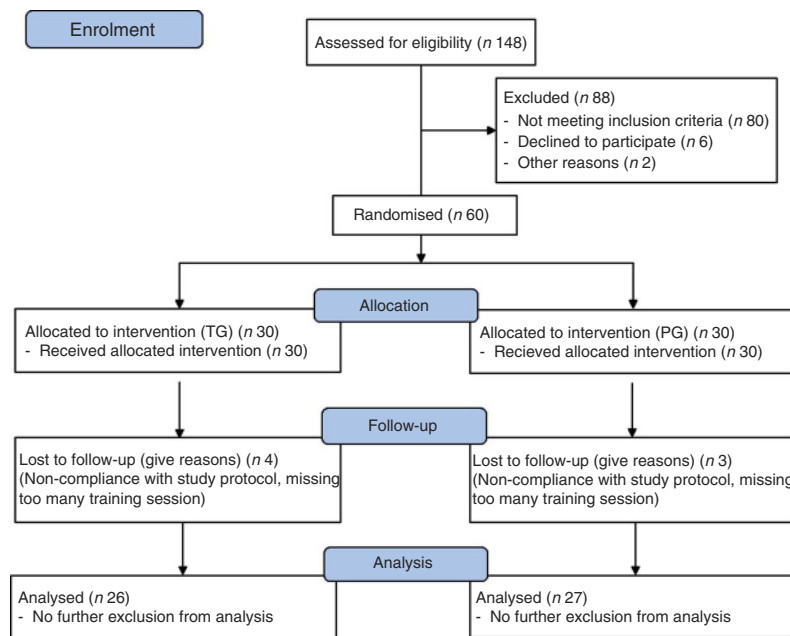 Enrolment
Assessed for eligibility (n 148)
Excluded (n 88)
- Not meeting inclusion criteria (n 80)
- Declined to participate (n 6)
- Other reasons (n 2)
Randomised (n 60)
Allocation
Allocated to intervention (TG) (n 30)
- Received allocated intervention (n 30)
Allocated to intervention (PG) (n 30)
- Recieved allocated intervention (n 30)
Follow-up
Lost to follow-up (give reasons) (n 4)
(Non-compliance with study protocol, missing
too many training session)
Lost to follow-up (give reasons) (n 3)
(Non-compliance with study protocol, missing
too many training session)
Analysis
Analysed (n 26)
- No further exclusion from analysis
Analysed (n 27)
- No further exclusion from analysis